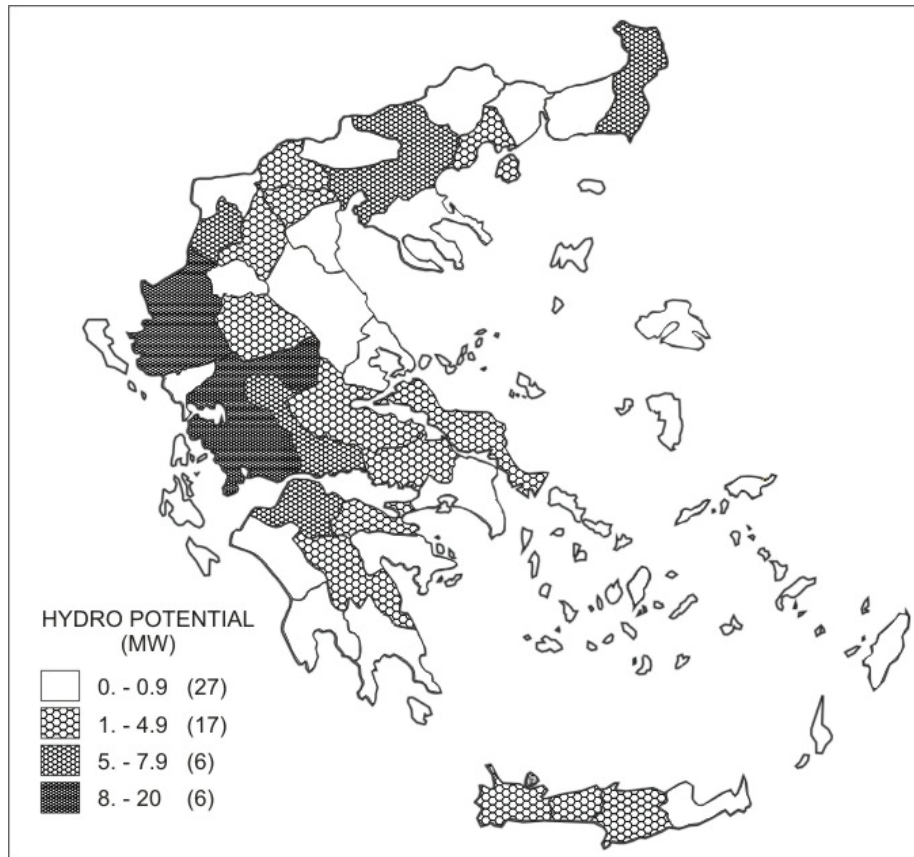 HYDRO POTENTIAL
(MW)
0. - 0.9 (27)
1. - 4.9 (17)
5. - 7.9 (6)
8. - 20 (6)